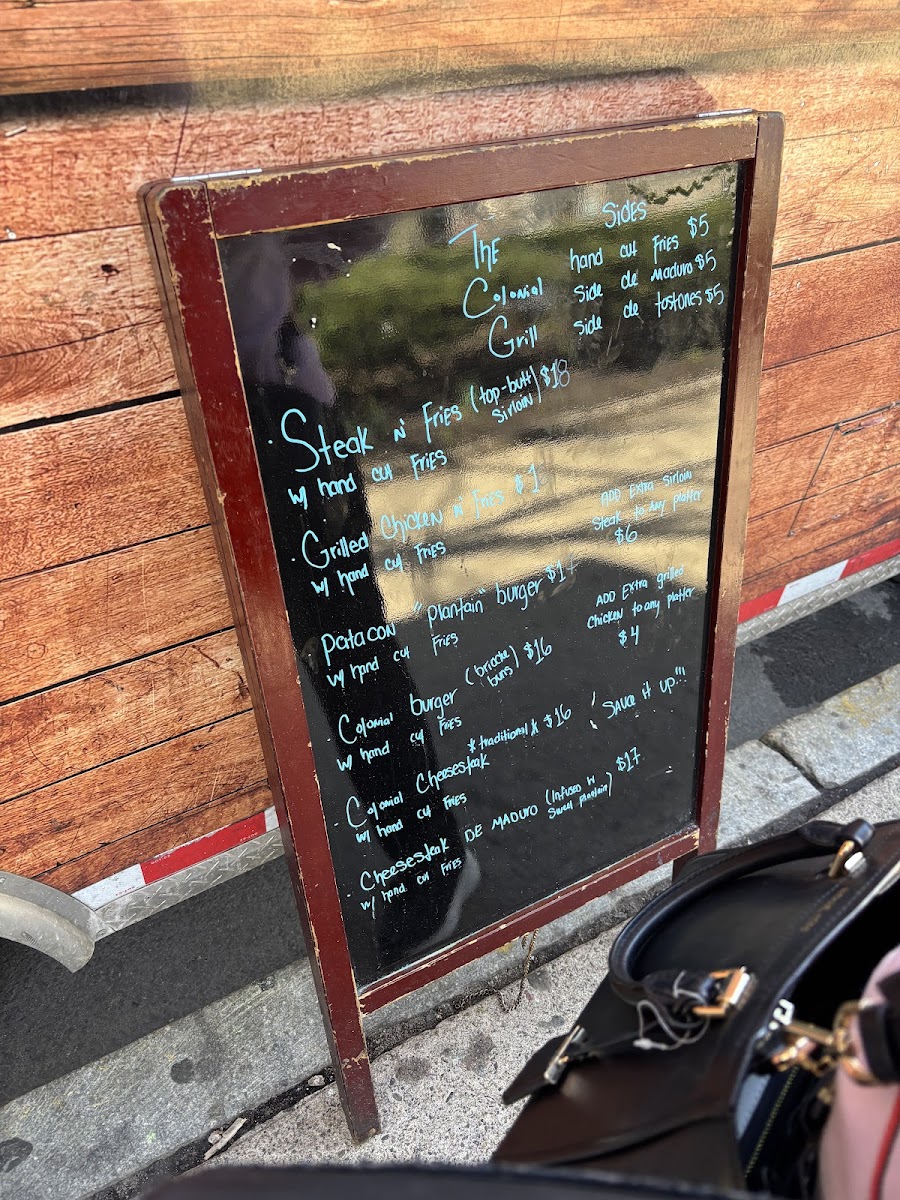 The
Colonial
Grill
Sides
hand cut Fries $5
Side de Maduro $5
side de tostones $5
Steak N' Fries (top-butt sirloin) $18
w/ hand cut Fries
Grilled Chicken N' Fries $1
w/ hand cut Fries
ADD Extra sirloin
Steak to any platter
$6
Patacon "Plantain" burger
w/ hand cut Fries
ADD Extra grilled
Chicken to any platter
$4
Colonial burger (brioche buns) $16
w/ hand cut Fries
Sauce it up!!!
Colonial Cheesesteak *traditional* $16
w/ hand cut Fries
Cheesesteak DE MADURO (Infused w Sweet Plantain) $17
w/ hand cut Fries